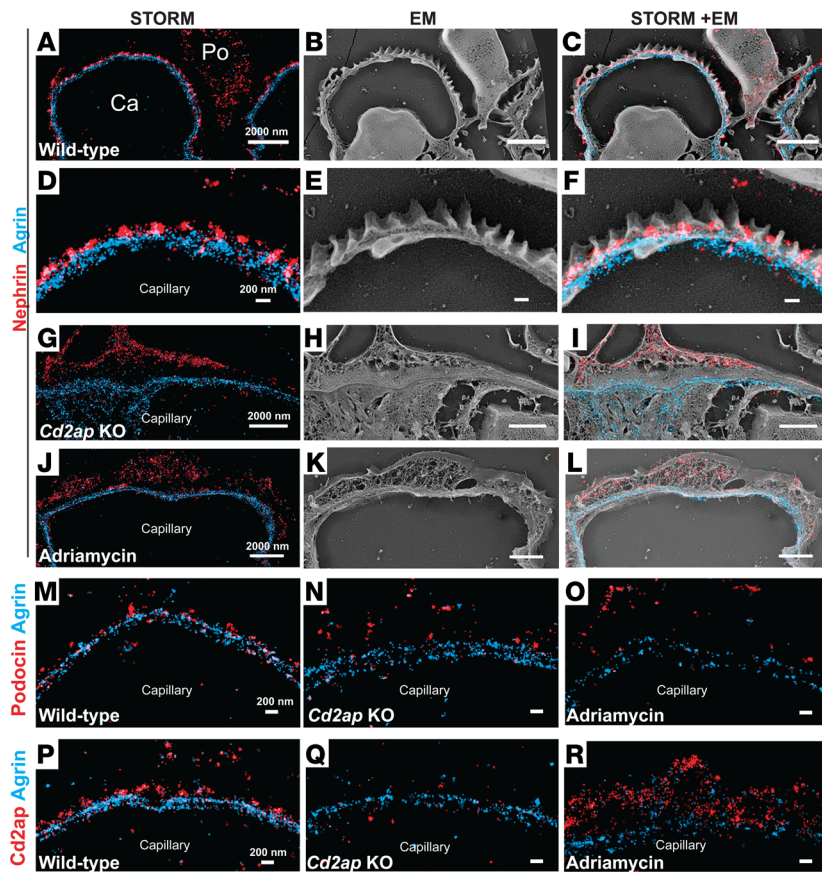 STORM EM STORM +EM
Nephrin Agrin
A Po B C
Ca
2000 nm
Wild-type
D E F
Capillary 200 nm
G H I
Capillary
2000 nm
Cd2ap KO
J K L
Capillary
2000 nm
Adriamycin
Podocin Agrin
M N O
Capillary Capillary Capillary
200 nm
Wild-type Cd2ap KO Adriamycin
Cd2ap Agrin
P Q R
Capillary Capillary Capillary
200 nm
Wild-type Cd2ap KO Adriamycin